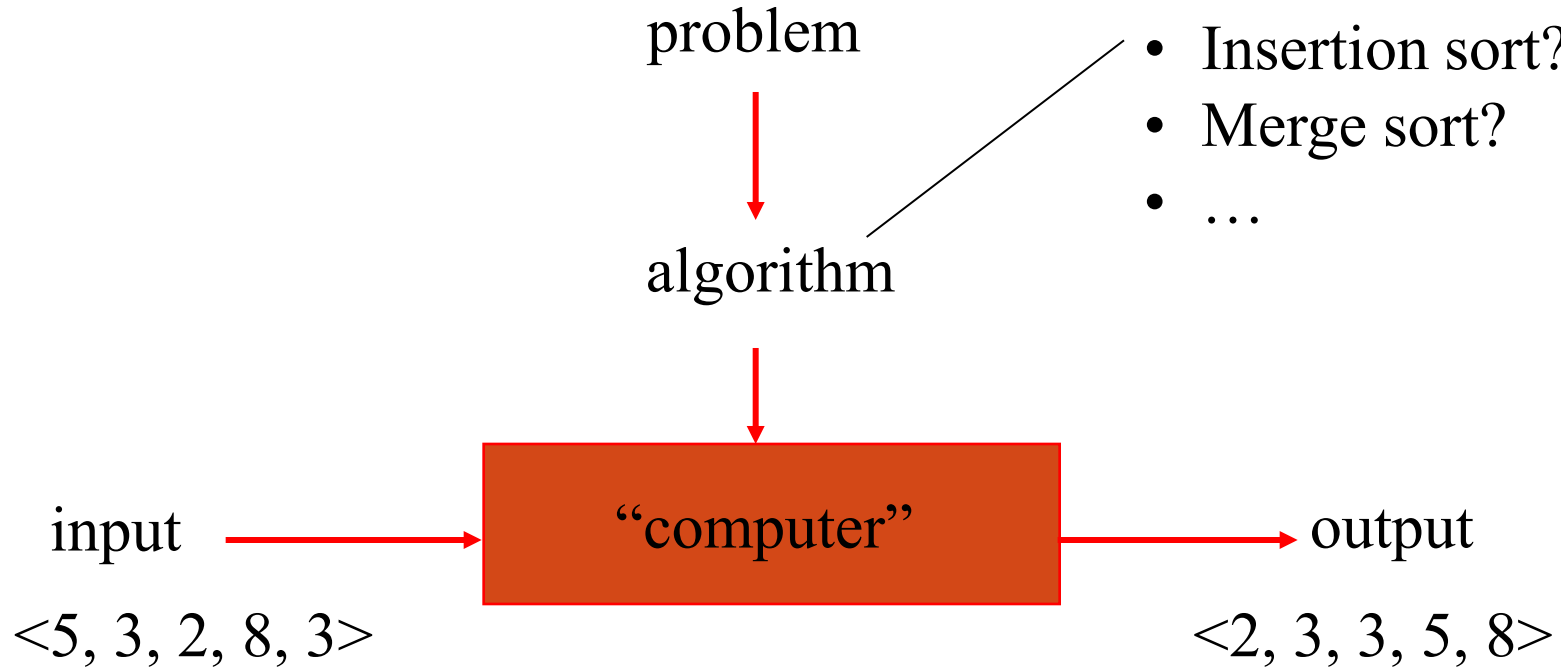 problem
• Insertion sort?
• Merge sort?
• …
algorithm
input
“computer”
output
<5, 3, 2, 8, 3>
<2, 3, 3, 5, 8>